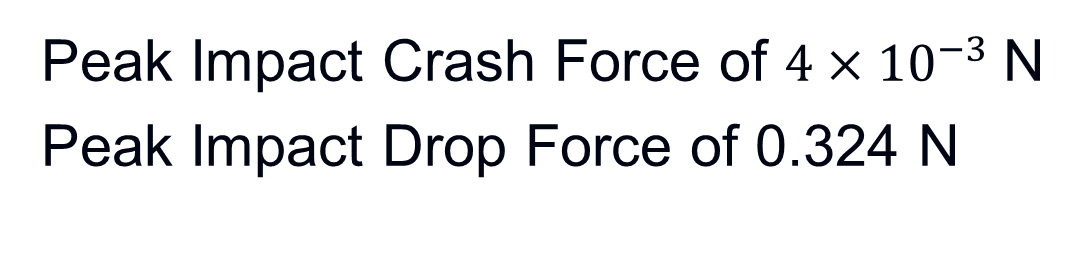 Peak Impact Crash Force of 4 × 10⁻³ N
Peak Impact Drop Force of 0.324 N